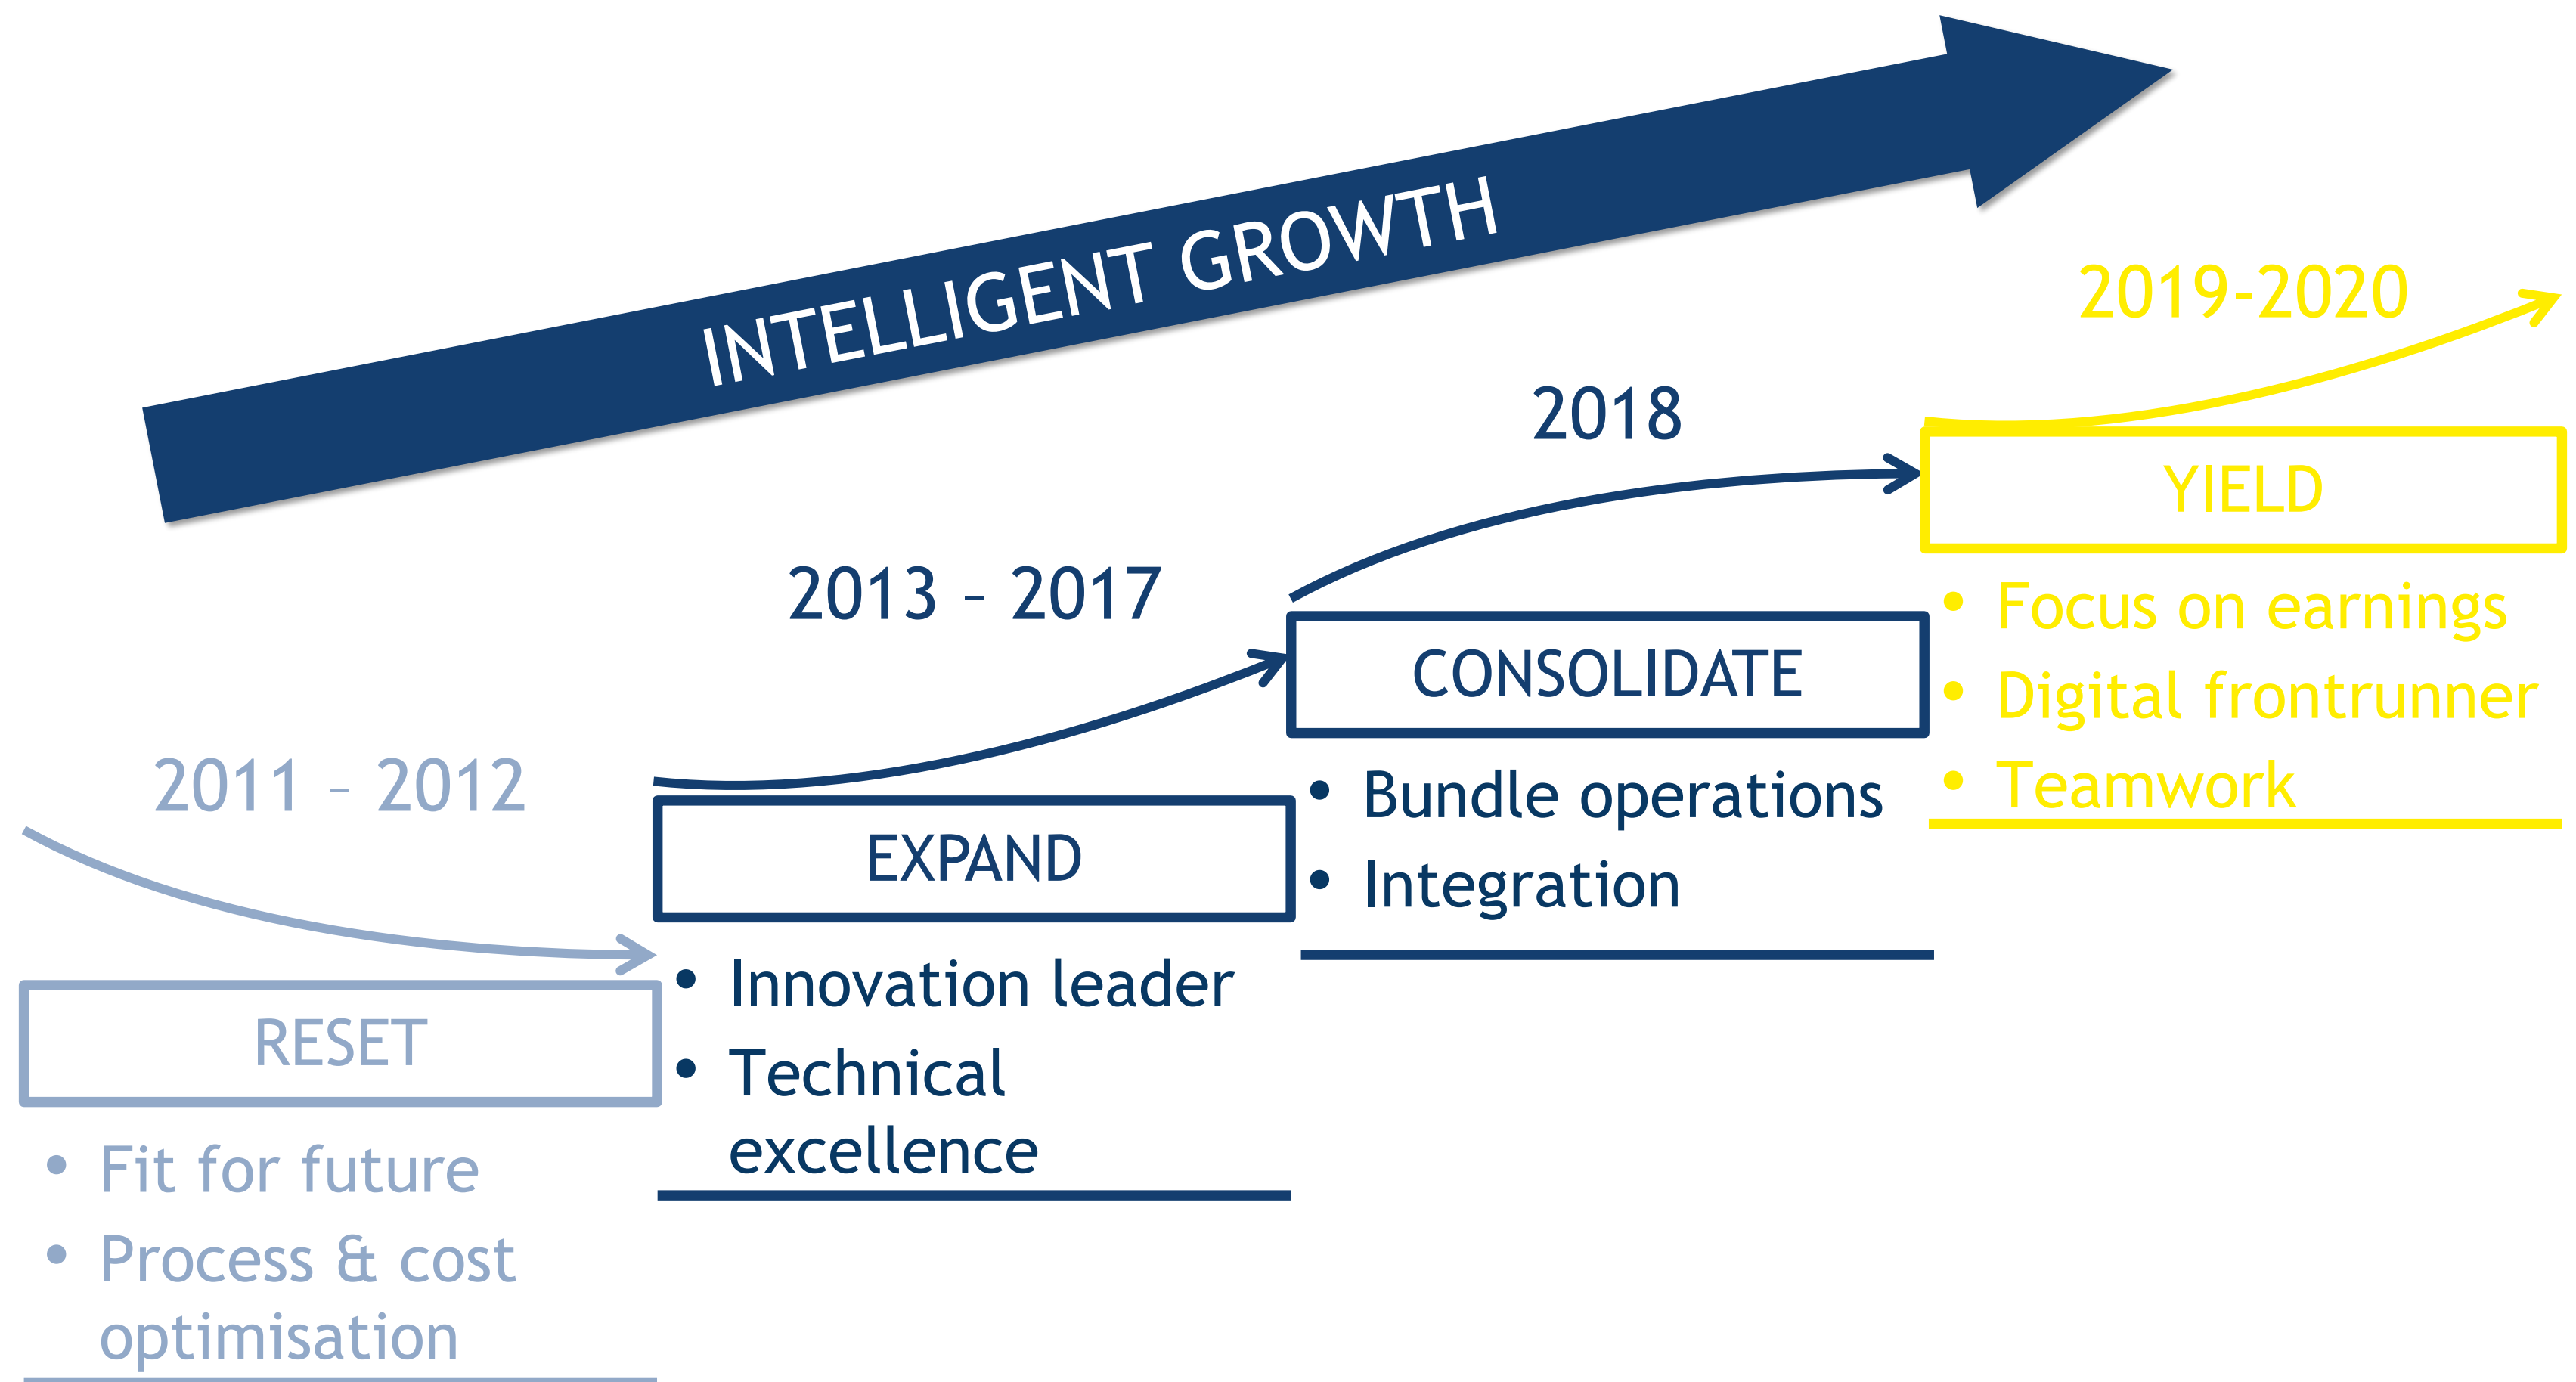 INTELLIGENT GROWTH
2011 – 2012
RESET
• Fit for future
• Process & cost
optimisation
2013 – 2017
EXPAND
• Innovation leader
• Technical
excellence
2018
CONSOLIDATE
• Bundle operations
• Integration
2019-2020
YIELD
• Focus on earnings
• Digital frontrunner
• Teamwork